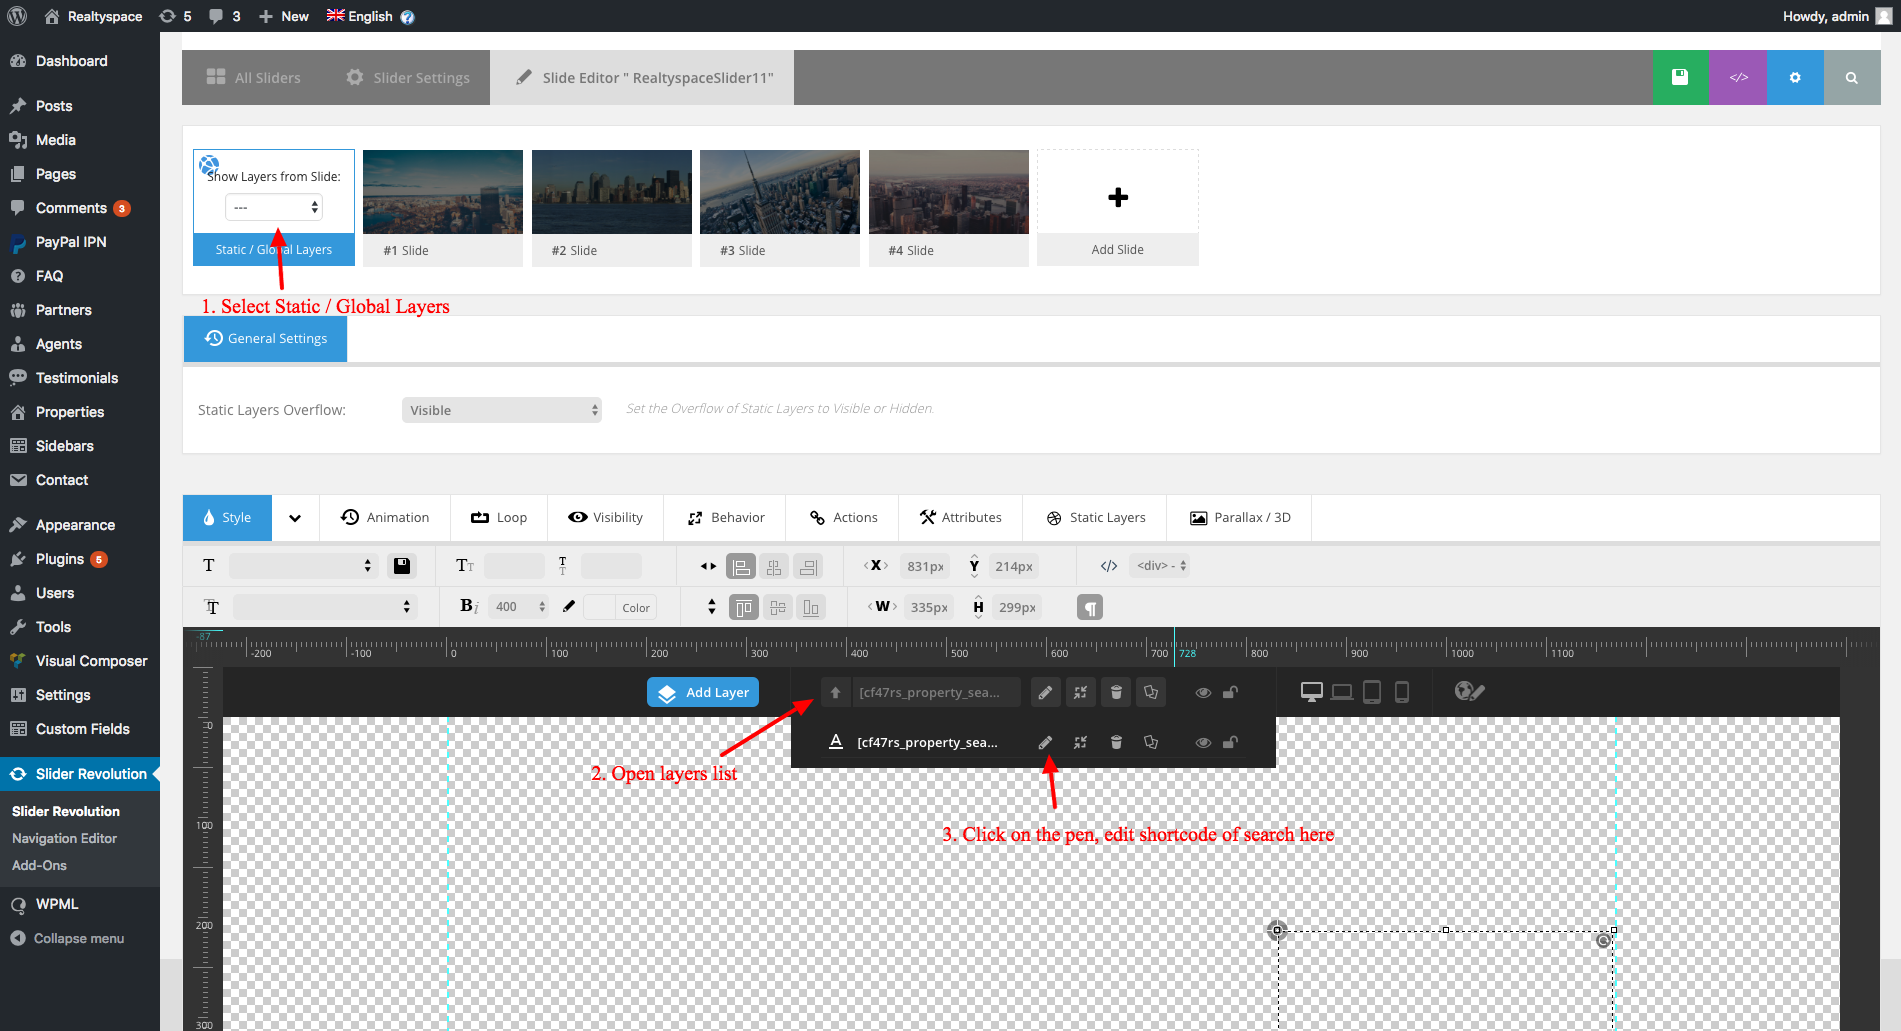 Realtyspace 5 3 New English Howdy, admin
Dashboard
Posts
Media
Pages
Comments 3
PayPal IPN
FAQ
Partners
Agents
Testimonials
Properties
Sidebars
Contact
Appearance
Plugins 5
Users
Tools
Visual Composer
Settings
Custom Fields
Slider Revolution
Slider Revolution
Navigation Editor
Add-Ons
WPML
Collapse menu
All Sliders Slider Settings Slide Editor " RealtyspaceSlider11" </>
Show Layers from Slide:
---
Static / Global Layers #1 Slide #2 Slide #3 Slide #4 Slide Add Slide
1. Select Static / Global Layers
General Settings
Static Layers Overflow: Visible Set the Overflow of Static Layers to Visible or Hidden.
Style Animation Loop Visibility Behavior Actions Attributes Static Layers Parallax / 3D
T TT T T X 831px Y 214px </> <div> -
TT Bi 400 Color W 335px H 299px ¶
-87
-200 -100 0 100 200 300 400 500 600 700 728 800 900 1000 1100
Add Layer [cf47rs_property_sea...
0
A [cf47rs_property_sea...
2. Open layers list
100
3. Click on the pen, edit shortcode of search here
200
300